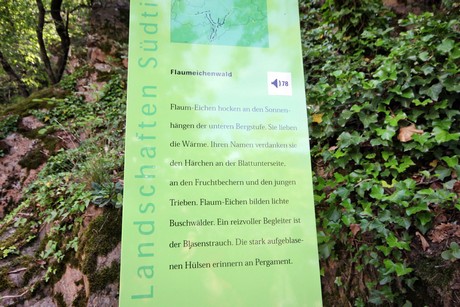 Landschaften Südti
Flaumeichenwald
78
Flaum-Eichen hocken an den Sonnen-
hängen der unteren Bergstufe. Sie lieben
die Wärme. Ihren Namen verdanken sie
den Härchen an der Blattunterseite,
an den Fruchtbechern und den jungen
Trieben. Flaum-Eichen bilden lichte
Buschwälder. Ein reizvoller Begleiter ist
der Blasenstrauch. Die stark aufgeblase-
nen Hülsen erinnern an Pergament.